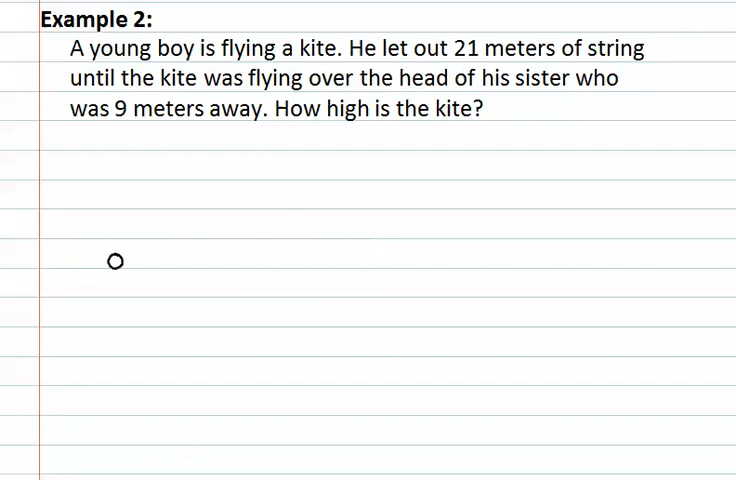 Example 2:
A young boy is flying a kite. He let out 21 meters of string
until the kite was flying over the head of his sister who
was 9 meters away. How high is the kite?